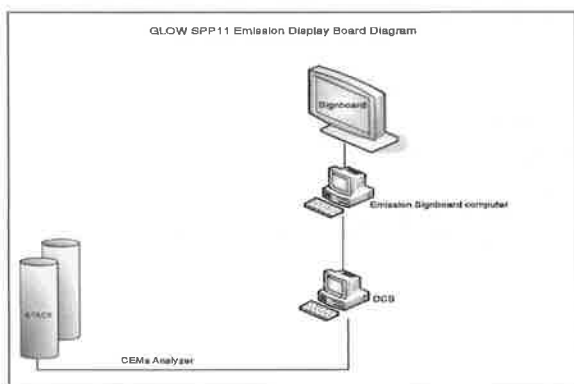 GLOW SPP11 Emission Display Board Diagram
Signboard
Emission Signboard computer
DCS
STACK
CEMs Analyzer